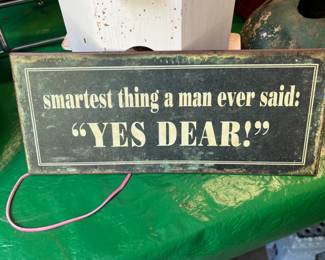 smartest thing a man ever said:
“YES DEAR!”